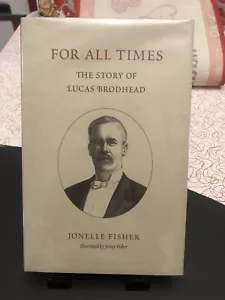 FOR ALL TIMES
THE STORY OF
LUCAS BRODHEAD
JONELLE FISHER
Illustrated by